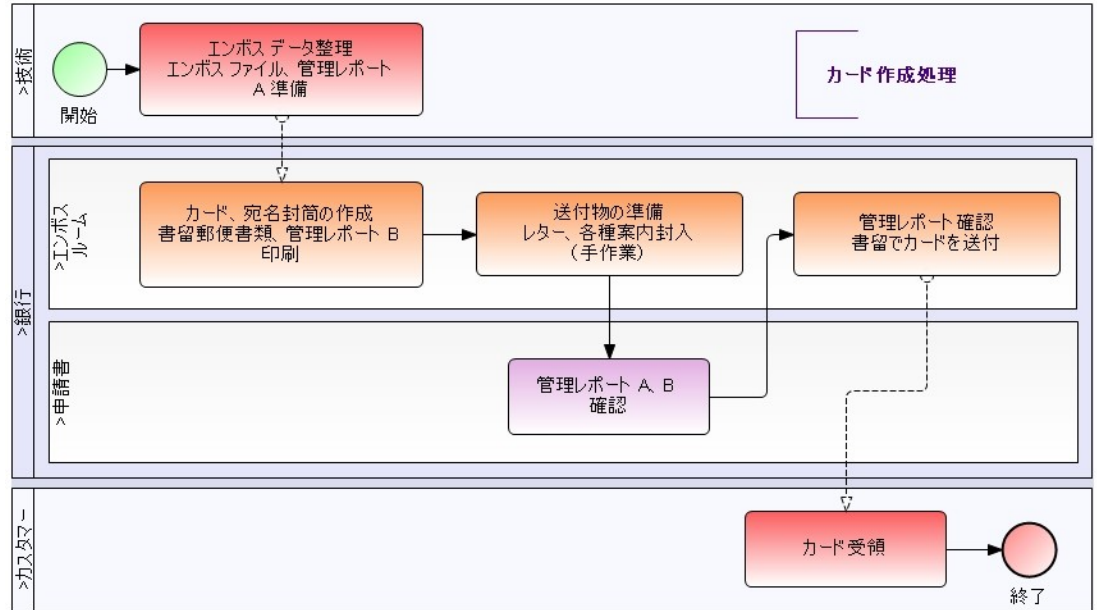 >技術
開始
エンボス データ整理
エンボス ファイル、管理レポート
A 準備
カード作成処理
>銀行
>エンボス
ルーム
カード、宛名封筒の作成
書留郵便書類、管理レポート B
印刷
送付物の準備
レター、各種案内封入
（手作業）
管理レポート確認
書留でカードを送付
>申請書
管理レポート A、B
確認
>カスタマー
カード受領
終了